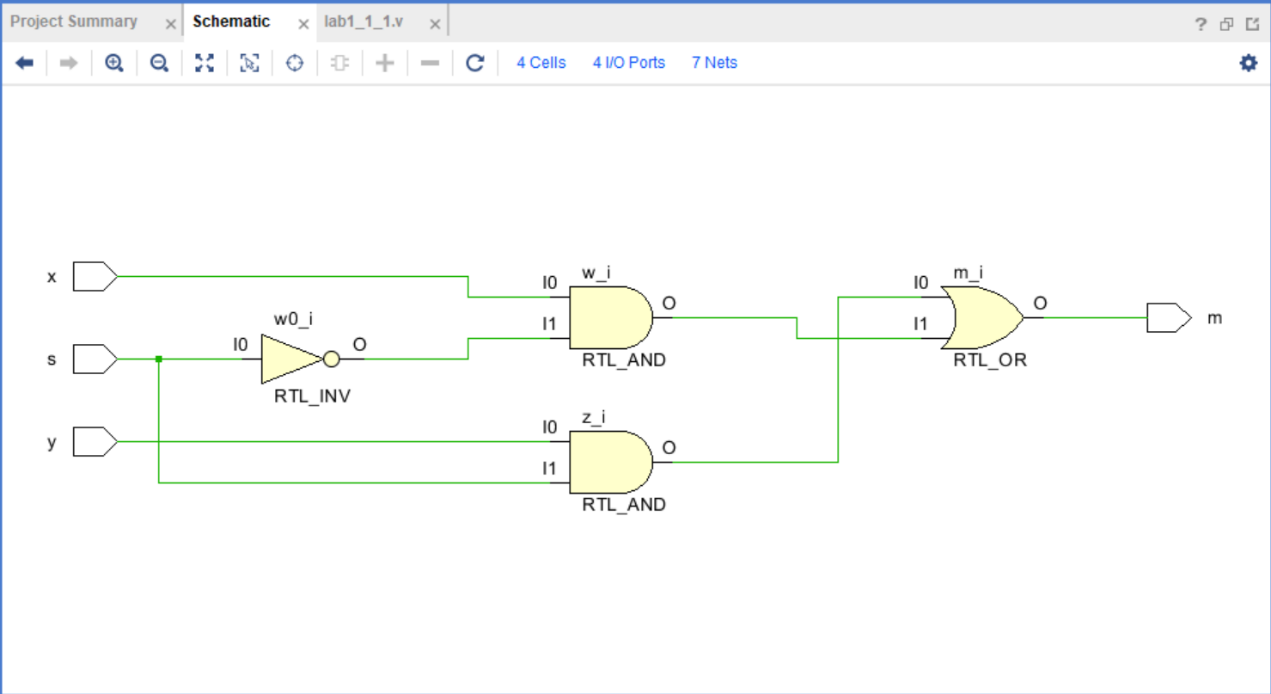 Project Summary
Schematic
lab1_1_1.v
?
4 Cells
4 I/O Ports
7 Nets
x
I0
w_i
I1
O
RTL_AND
I0
m_i
I1
O
RTL_OR
m
s
w0_i
I0
O
RTL_INV
y
z_i
I0
I1
O
RTL_AND